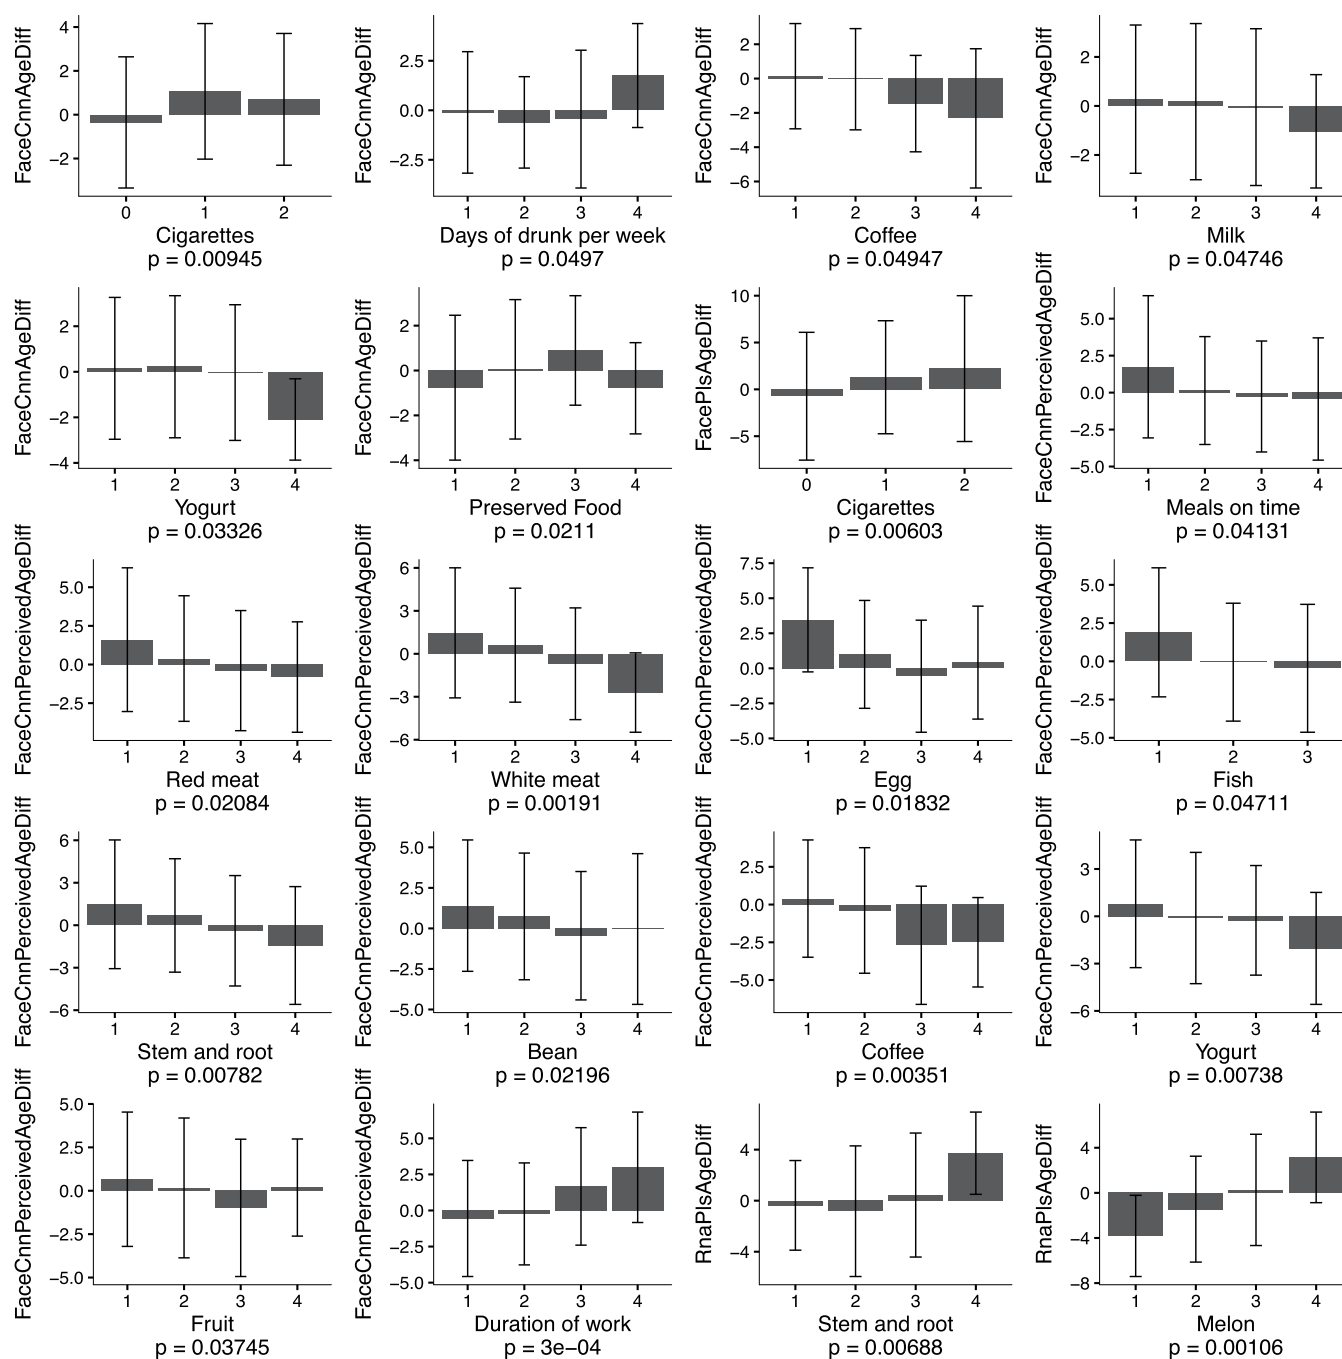 FaceCnnAgeDiff
4
2
0
−2
0 1 2
Cigarettes
p = 0.00945
FaceCnnAgeDiff
2.5
0.0
−2.5
1 2 3 4
Days of drunk per week
p = 0.0497
FaceCnnAgeDiff
2
0
−2
−4
−6
1 2 3 4
Coffee
p = 0.04947
FaceCnnAgeDiff
2
0
−2
1 2 3 4
Milk
p = 0.04746
FaceCnnAgeDiff
2
0
−2
−4
1 2 3 4
Yogurt
p = 0.03326
FaceCnnAgeDiff
2
0
−2
−4
1 2 3 4
Preserved Food
p = 0.0211
FacePlsAgeDiff
10
5
0
−5
0 1 2
Cigarettes
p = 0.00603
FaceCnnPerceivedAgeDiff
5.0
2.5
0.0
−2.5
−5.0
1 2 3 4
Meals on time
p = 0.04131
FaceCnnPerceivedAgeDiff
5.0
2.5
0.0
−2.5
1 2 3 4
Red meat
p = 0.02084
FaceCnnPerceivedAgeDiff
6
3
0
−3
−6
1 2 3 4
White meat
p = 0.00191
FaceCnnPerceivedAgeDiff
7.5
5.0
2.5
0.0
−2.5
−5.0
1 2 3 4
Egg
p = 0.01832
FaceCnnPerceivedAgeDiff
5.0
2.5
0.0
−2.5
−5.0
1 2 3
Fish
p = 0.04711
FaceCnnPerceivedAgeDiff
6
3
0
−3
−6
1 2 3 4
Stem and root
p = 0.00782
FaceCnnPerceivedAgeDiff
5.0
2.5
0.0
−2.5
−5.0
1 2 3 4
Bean
p = 0.02196
FaceCnnPerceivedAgeDiff
2.5
0.0
−2.5
−5.0
1 2 3 4
Coffee
p = 0.00351
FaceCnnPerceivedAgeDiff
3
0
−3
−6
1 2 3 4
Yogurt
p = 0.00738
FaceCnnPerceivedAgeDiff
5.0
2.5
0.0
−2.5
−5.0
1 2 3 4
Fruit
p = 0.03745
FaceCnnPerceivedAgeDiff
5.0
2.5
0.0
−2.5
−5.0
1 2 3 4
Duration of work
p = 3e−04
RnaPlsAgeDiff
4
0
−4
1 2 3 4
Stem and root
p = 0.00688
RnaPlsAgeDiff
4
0
−4
−8
1 2 3 4
Melon
p = 0.00106